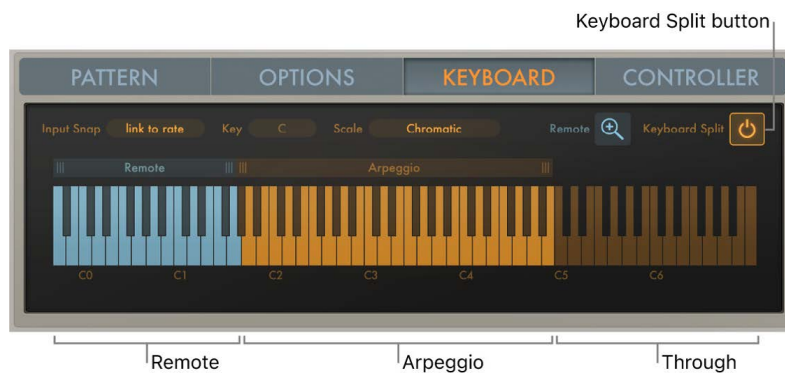 Keyboard Split button
PATTERN OPTIONS KEYBOARD CONTROLLER
Input Snap link to rate Key C Scale Chromatic Remote Keyboard Split
Remote Arpeggio
C0 C1 C2 C3 C4 C5 C6
Remote Arpeggio Through